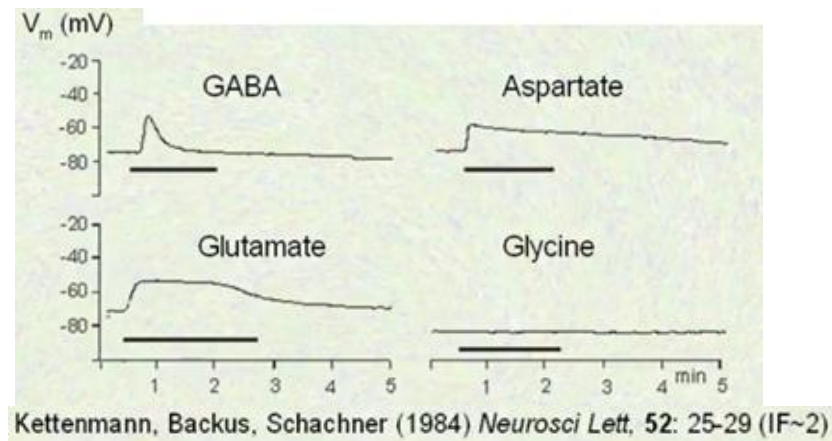 Vm (mV)
GABA
Aspartate
-20
-40
-60
-80
Glutamate
Glycine
-20
-40
-60
-80
1 2 3 4 5
1 2 3 4 min 5
Kettenmann, Backus, Schachner (1984) Neurosci Lett, 52: 25-29 (IF~2)